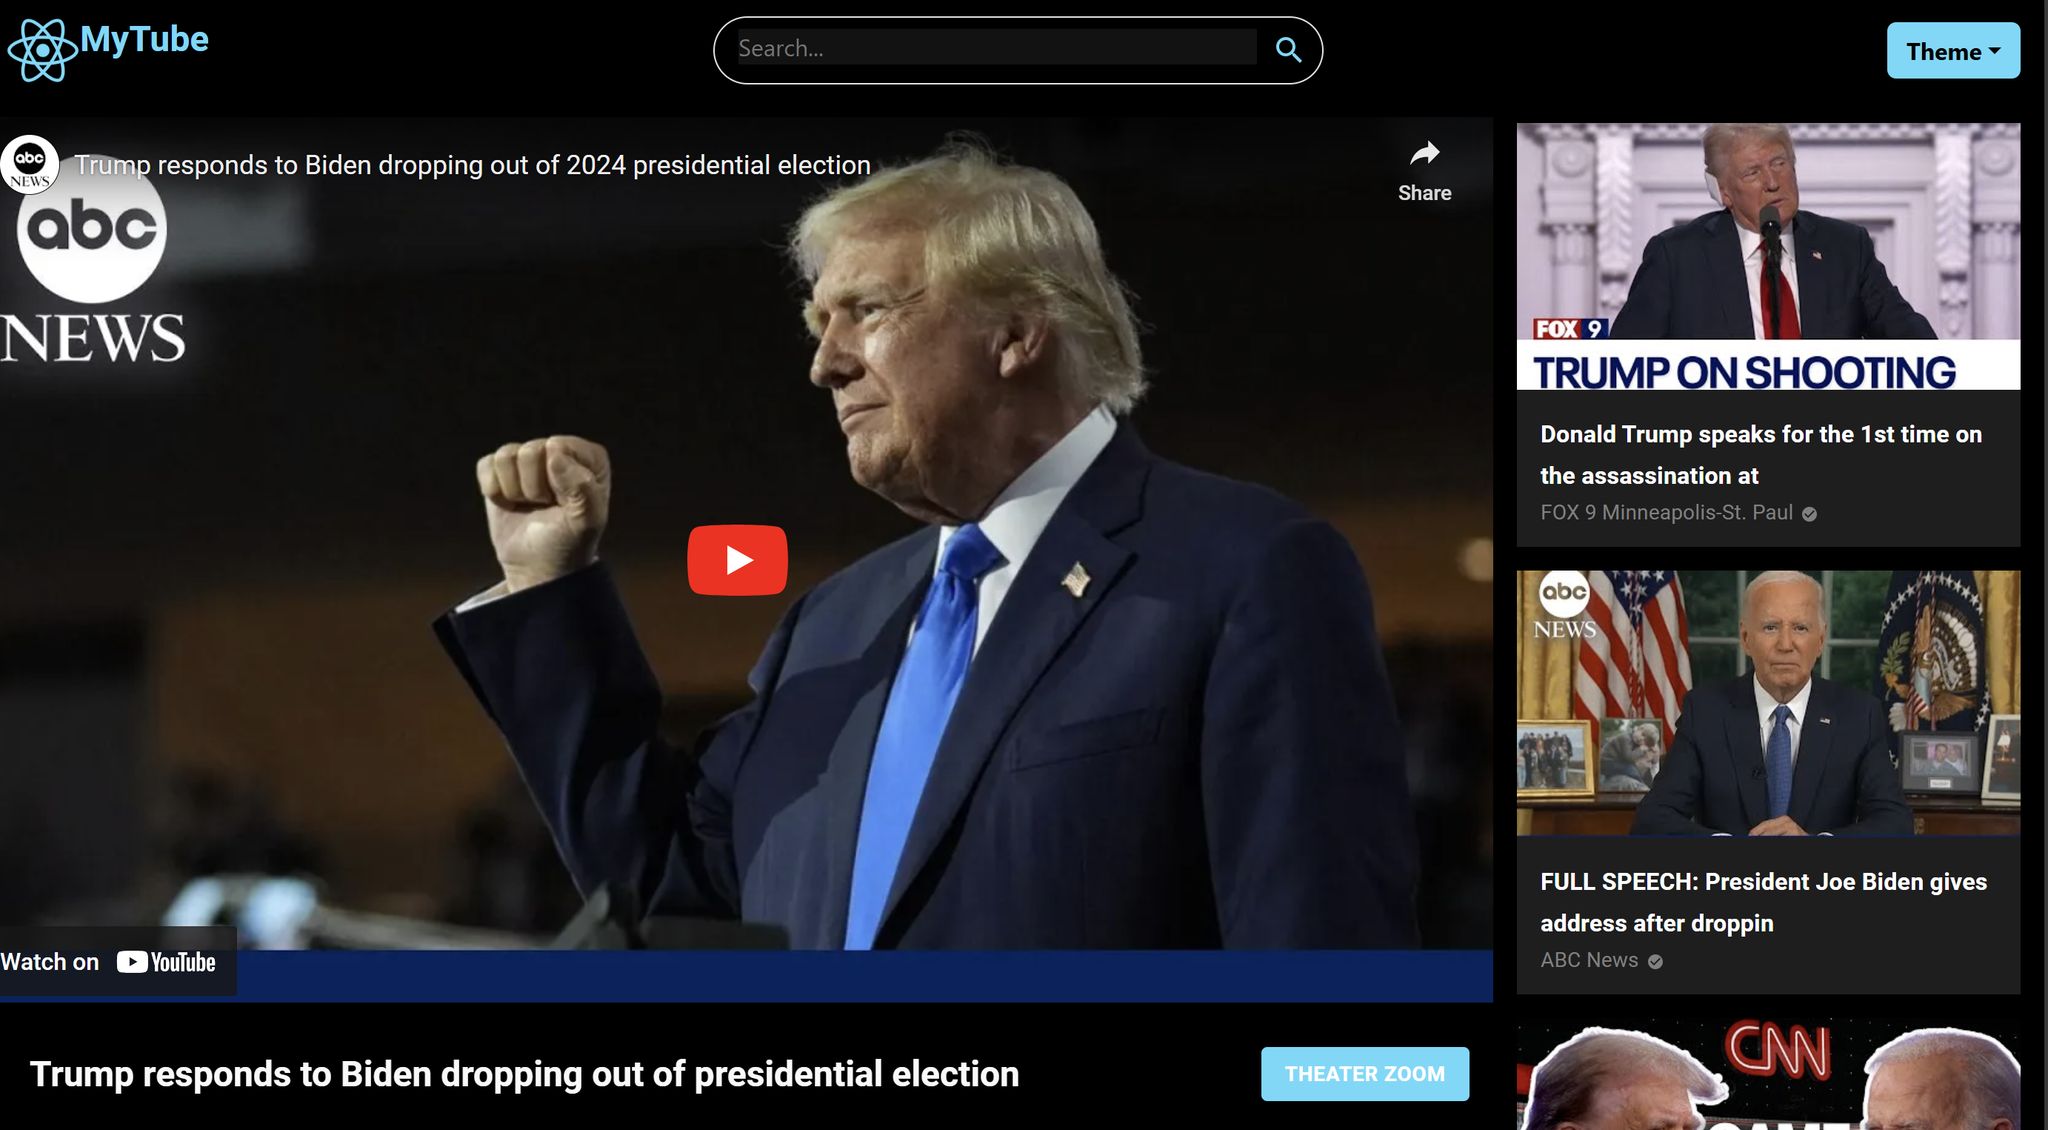 MyTube
Search...
Theme
abc
NEWS
Trump responds to Biden dropping out of 2024 presidential election
Share
abc
NEWS
Watch on YouTube
Trump responds to Biden dropping out of presidential election
THEATER ZOOM
FOX 9
TRUMP ON SHOOTING
Donald Trump speaks for the 1st time on
the assassination at
FOX 9 Minneapolis-St. Paul
abc
NEWS
FULL SPEECH: President Joe Biden gives
address after droppin
ABC News
CNN